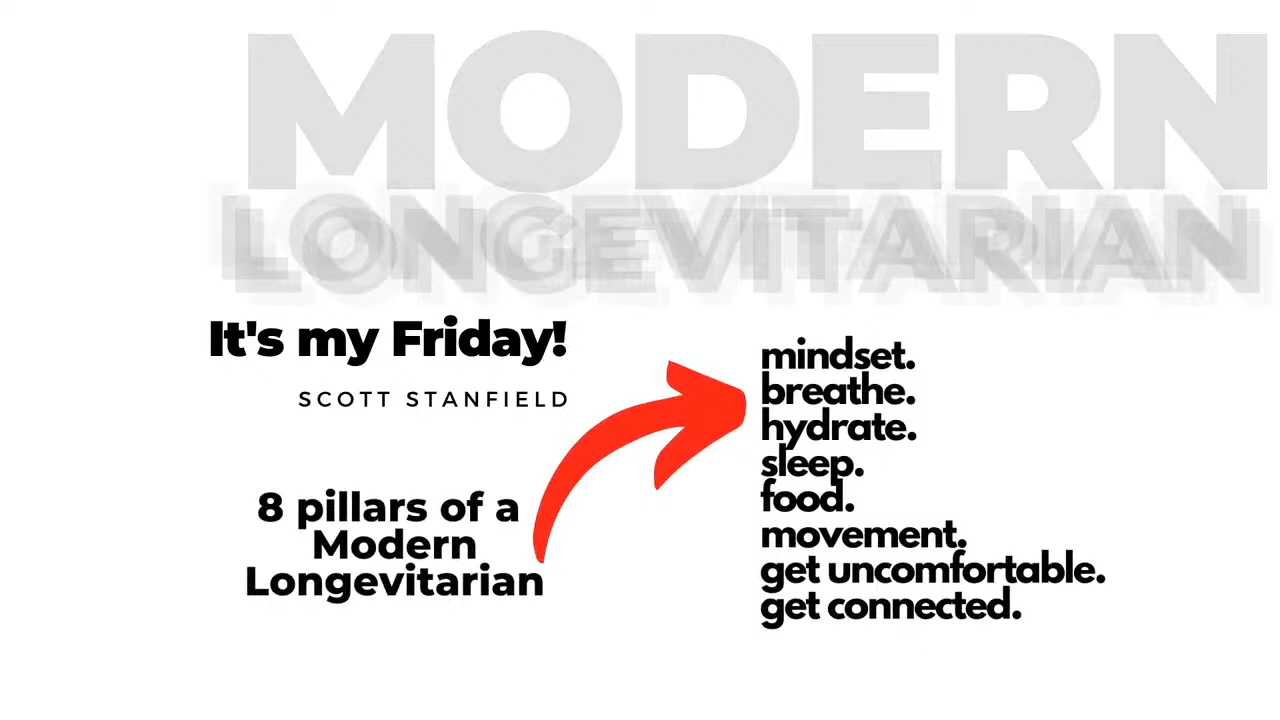 MODERN
LONGEVITARIAN
It's my Friday!
SCOTT STANFIELD
8 pillars of a
Modern
Longevitarian
mindset.
breathe.
hydrate.
sleep.
food.
movement.
get uncomfortable.
get connected.